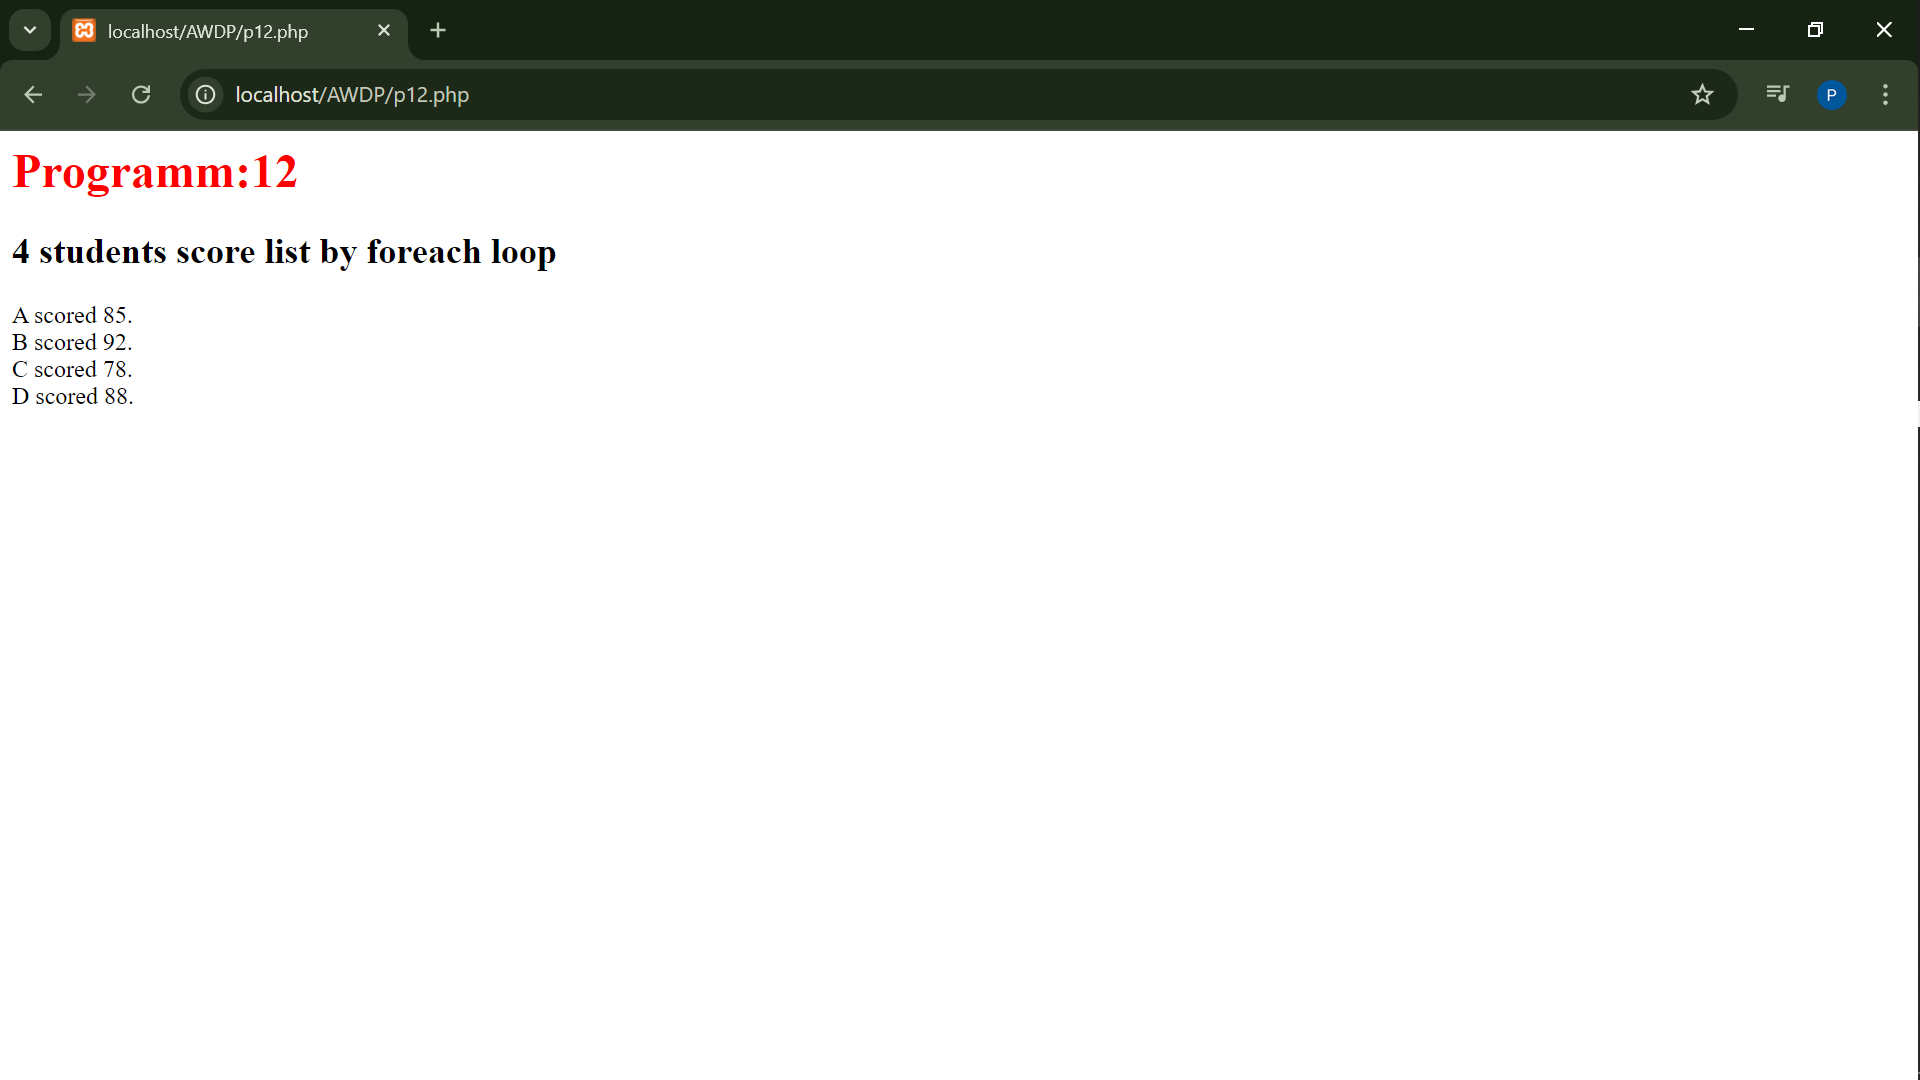 localhost/AWDP/p12.php
localhost/AWDP/p12.php
P
Programm:12
4 students score list by foreach loop
A scored 85.
B scored 92.
C scored 78.
D scored 88.